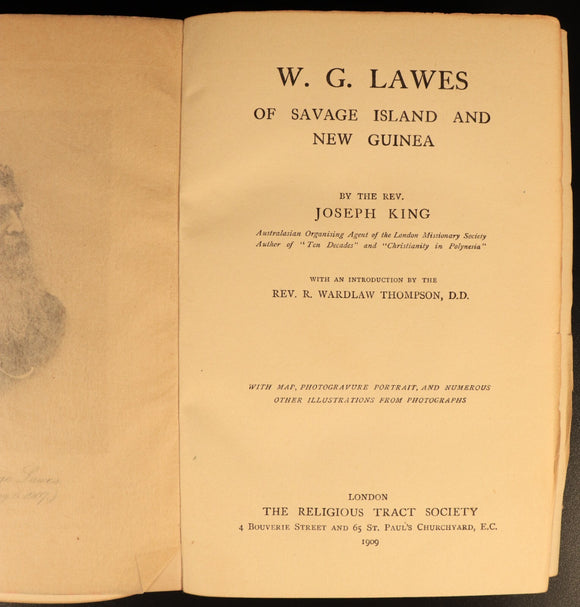 W. G. LAWES
OF SAVAGE ISLAND AND
NEW GUINEA
BY THE REV.
JOSEPH KING
Australasian Organising Agent of the London Missionary Society
Author of "Ten Decades" and "Christianity in Polynesia"
WITH AN INTRODUCTION BY THE
REV. R. WARDLAW THOMPSON, D.D.
WITH MAP, PHOTOGRAVURE PORTRAIT, AND NUMEROUS
OTHER ILLUSTRATIONS FROM PHOTOGRAPHS
LONDON
THE RELIGIOUS TRACT SOCIETY
4 BOUVERIE STREET AND 65 ST. PAUL'S CHURCHYARD, E.C.
1909